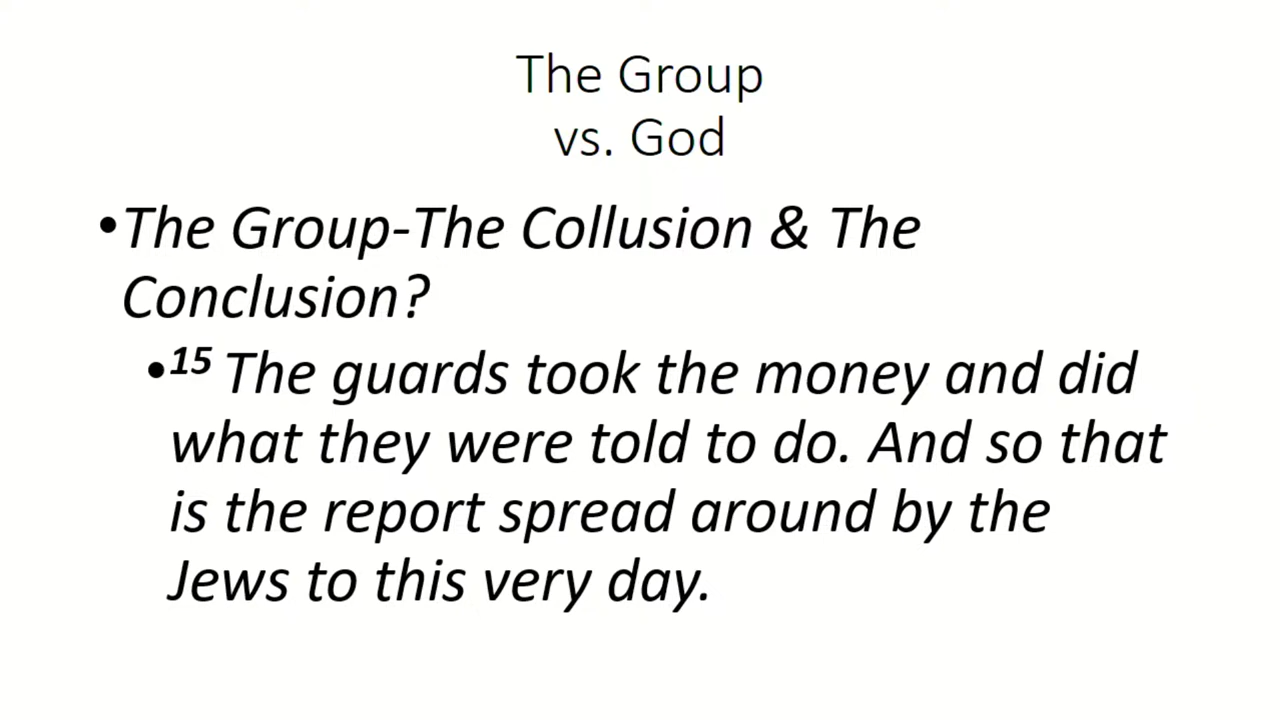 The Group
vs. God
•The Group-The Collusion & The
Conclusion?
•15 The guards took the money and did
what they were told to do. And so that
is the report spread around by the
Jews to this very day.